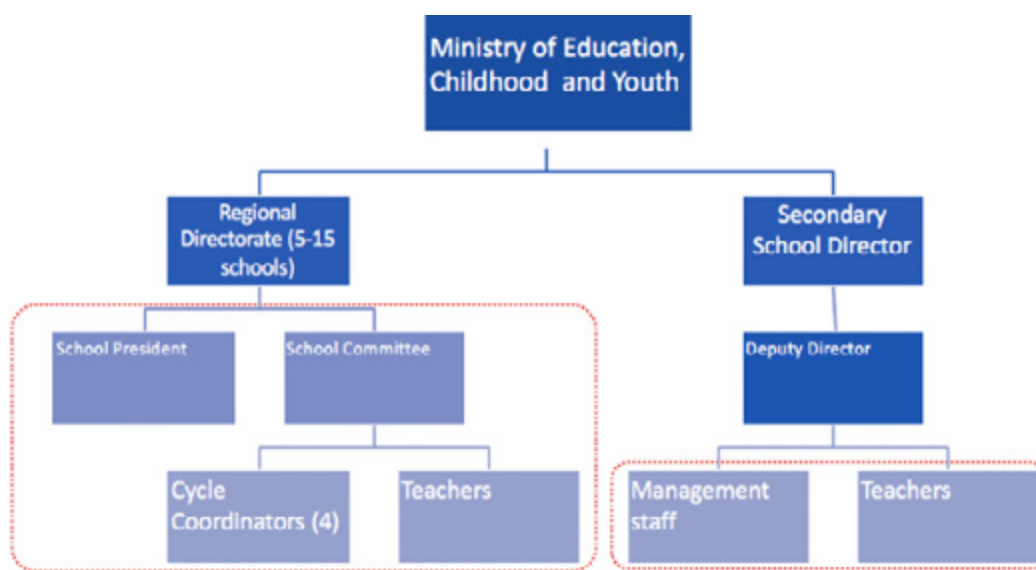 Ministry of Education,
Childhood and Youth
Regional
Directorate (5-15
schools)
Secondary
School Director
School President
School Committee
Deputy Director
Cycle
Coordinators (4)
Teachers
Management
staff
Teachers